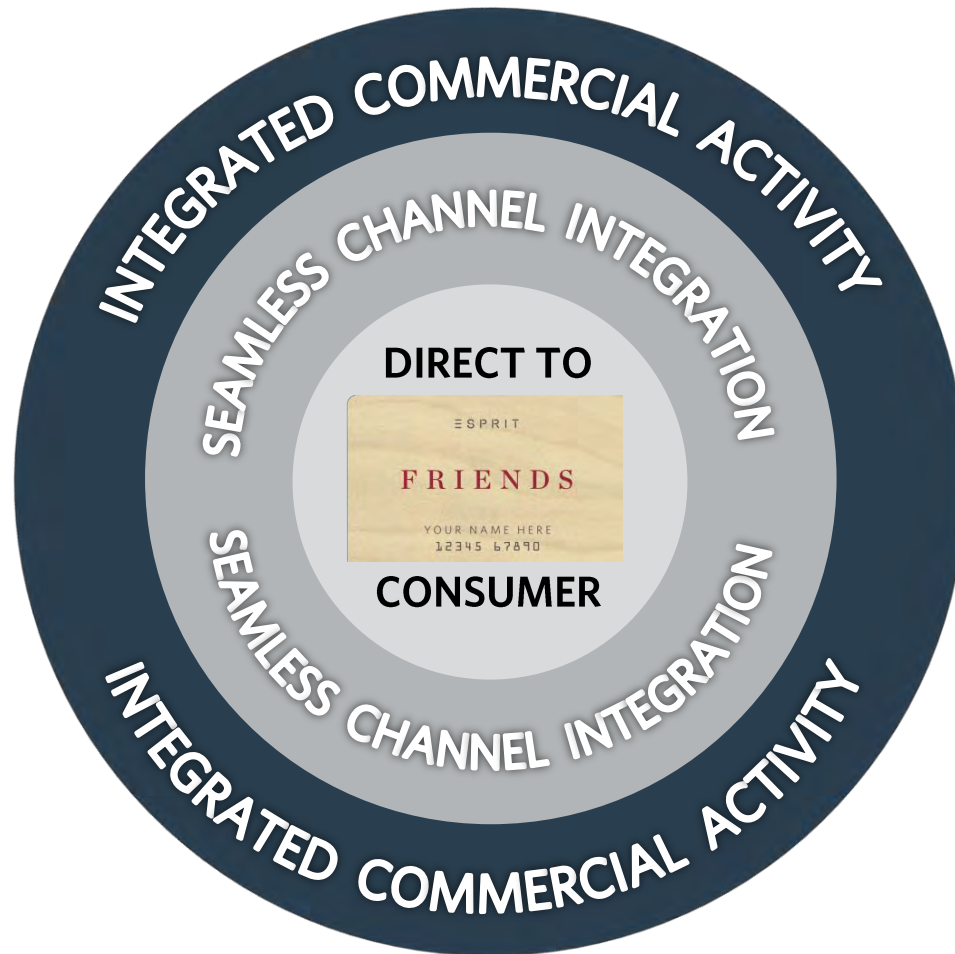 INTEGRATED COMMERCIAL ACTIVITY
SEAMLESS CHANNEL INTEGRATION
DIRECT TO
ESPRIT
FRIENDS
YOUR NAME HERE
12345 67890
CONSUMER
SEAMLESS CHANNEL INTEGRATION
INTEGRATED COMMERCIAL ACTIVITY